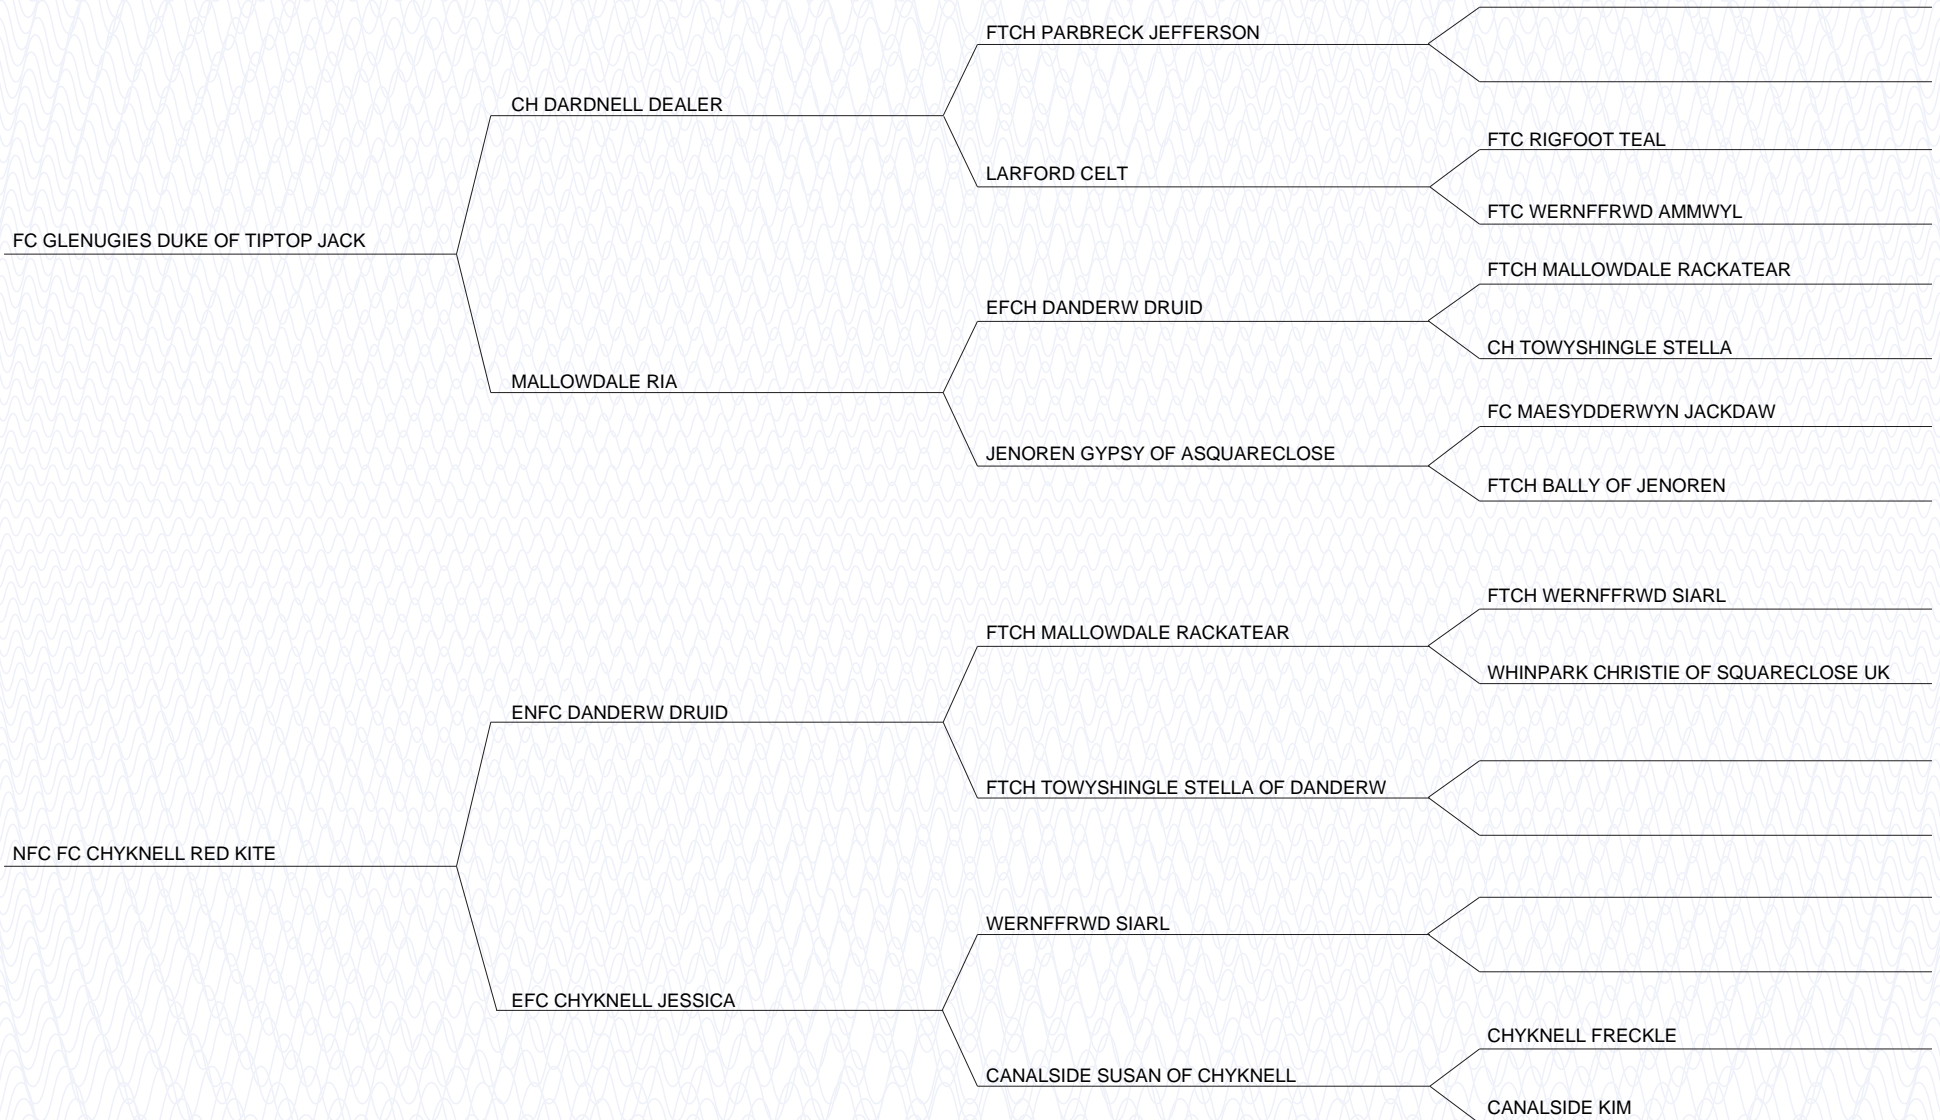 FTCH PARBRECK JEFFERSON
CH DARDNELL DEALER
FTC RIGFOOT TEAL
LARFORD CELT
FTC WERNFFRWD AMMWYL
FC GLENUGIES DUKE OF TIPTOP JACK
FTCH MALLOWDALE RACKATEAR
EFCH DANDERW DRUID
CH TOWYSHINGLE STELLA
MALLOWDALE RIA
FC MAESYDDERWYN JACKDAW
JENOREN GYPSY OF ASQUARECLOSE
FTCH BALLY OF JENOREN
FTCH WERNFFRWD SIARL
FTCH MALLOWDALE RACKATEAR
WHINPARK CHRISTIE OF SQUARECLOSE UK
ENFC DANDERW DRUID
FTCH TOWYSHINGLE STELLA OF DANDERW
NFC FC CHYKNELL RED KITE
WERNFFRWD SIARL
EFC CHYKNELL JESSICA
CHYKNELL FRECKLE
CANALSIDE SUSAN OF CHYKNELL
CANALSIDE KIM